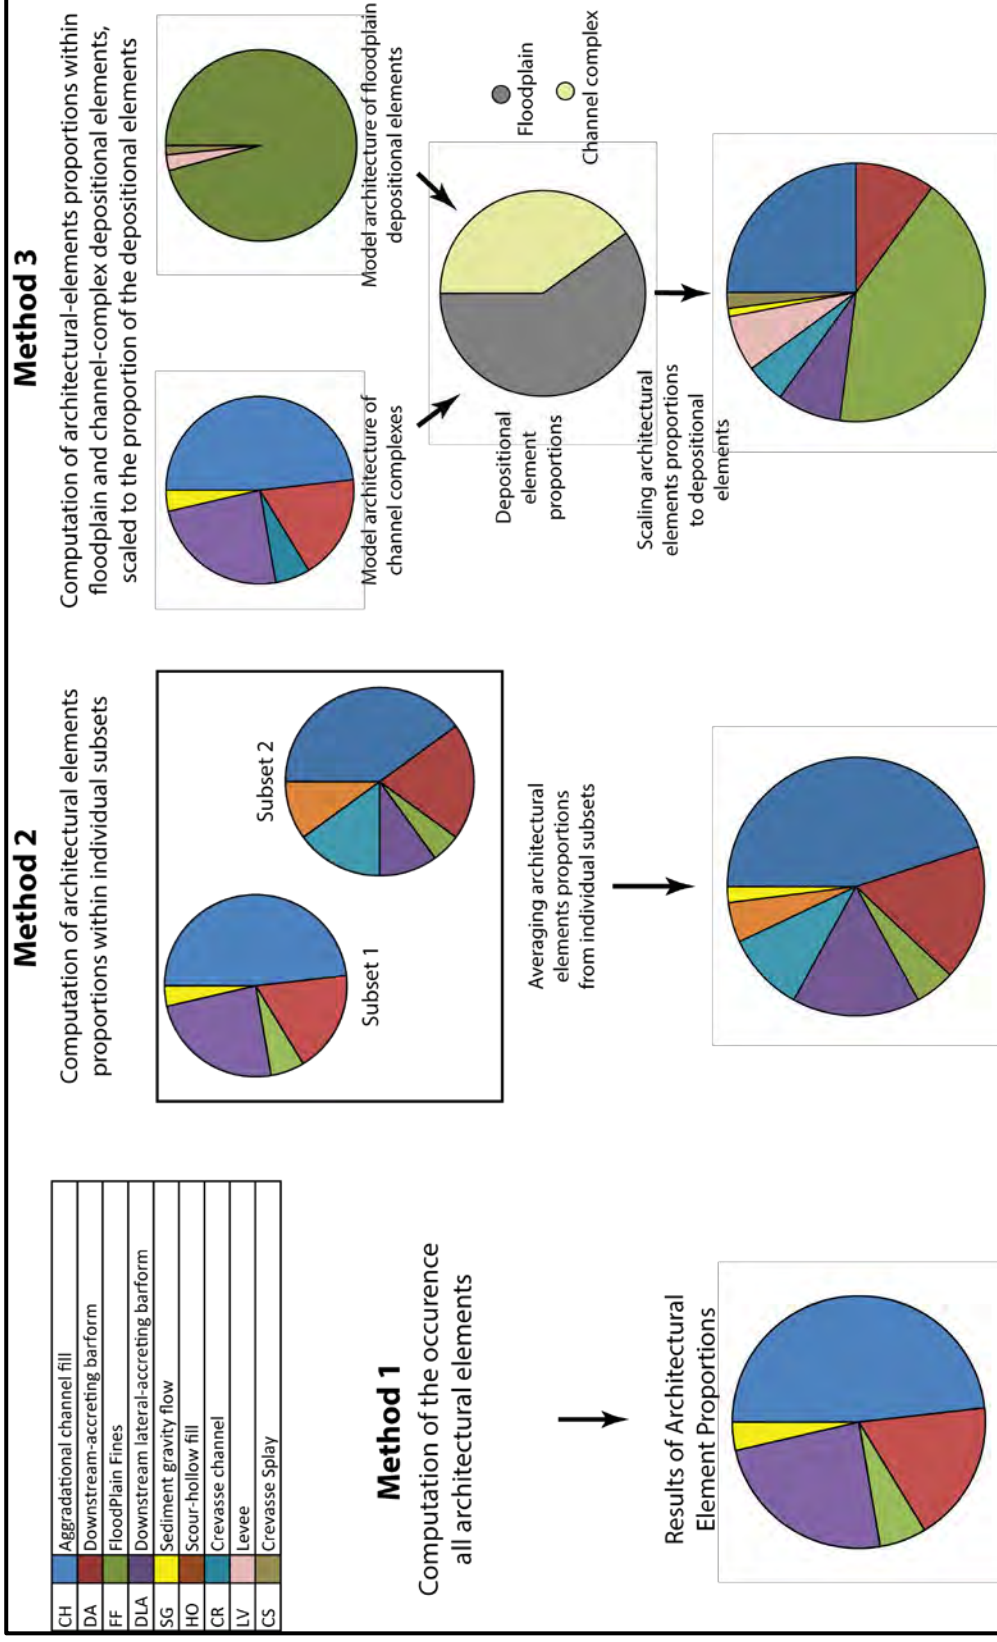 CH Aggradational channel fill
DA Downstream-accreting barform
FF FloodPlain Fines
DLA Downstream lateral-accreting barform
SG Sediment gravity flow
HO Scour-hollow fill
CR Crevasse channel
LV Levee
CS Crevasse Splay
Method 1
Computation of the occurence
all architectural elements
Results of Architectural
Element Proportions
Method 2
Computation of architectural elements
proportions within individual subsets
Subset 1
Subset 2
Averaging architectural
elements proportions
from individual subsets
Method 3
Computation of architectural-elements proportions within
floodplain and channel-complex depositional elements,
scaled to the proportion of the depositional elements
Model architecture of
channel complexes
Model architecture of floodplain
depositional elements
Depositional
element
proportions
Floodplain
Channel complex
Scaling architectural
elements proportions
to depositional
elements